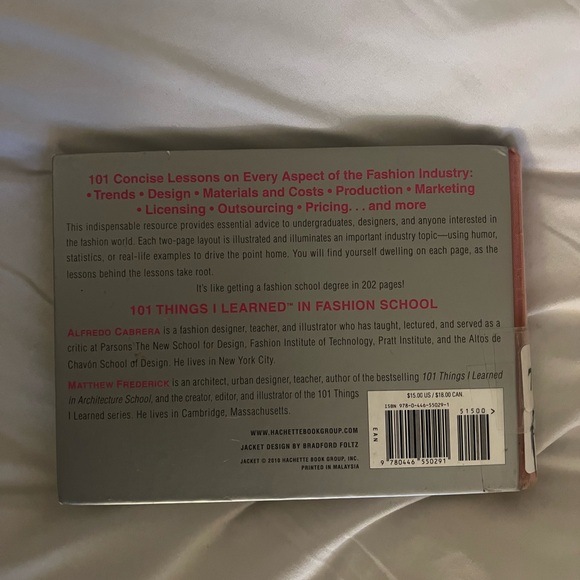 101 Concise Lessons on Every Aspect of the Fashion Industry:
• Trends • Design • Materials and Costs • Production • Marketing
• Licensing • Outsourcing • Pricing. . . and more
This indispensable resource provides essential advice to undergraduates, designers, and anyone interested in
the fashion world. Each two-page layout is illustrated and illuminates an important industry topic—using humor,
statistics, or real-life examples to drive the point home. You will find yourself dwelling on each page, as the
lessons behind the lessons take root.
It's like getting a fashion school degree in 202 pages!
101 THINGS I LEARNED™ IN FASHION SCHOOL
ALFREDO CABRERA is a fashion designer, teacher, and illustrator who has taught, lectured, and served as a
critic at Parsons The New School for Design, Fashion Institute of Technology, Pratt Institute, and the Altos de
Chavón School of Design. He lives in New York City.
MATTHEW FREDERICK is an architect, urban designer, teacher, author of the bestselling 101 Things I Learned
in Architecture School, and the creator, editor, and illustrator of the 101 Things
I Learned series. He lives in Cambridge, Massachusetts.
WWW.HACHETTEBOOKGROUP.COM
JACKET DESIGN BY BRADFORD FOLTZ
JACKET © 2010 HACHETTE BOOK GROUP, INC.
PRINTED IN MALAYSIA
$15.00 US / $18.00 CAN.
ISBN 978-0-446-55029-1
51500 >
EAN
9 780446 550291